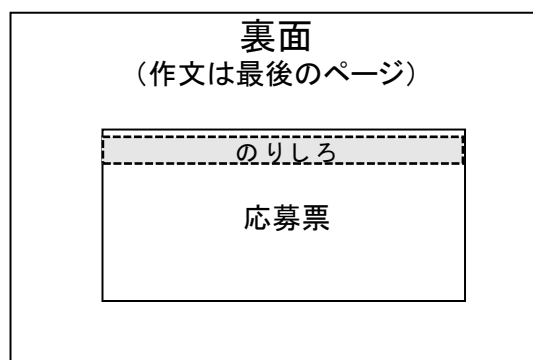 裏面
（作文は最後のページ）
のりしろ
応募票